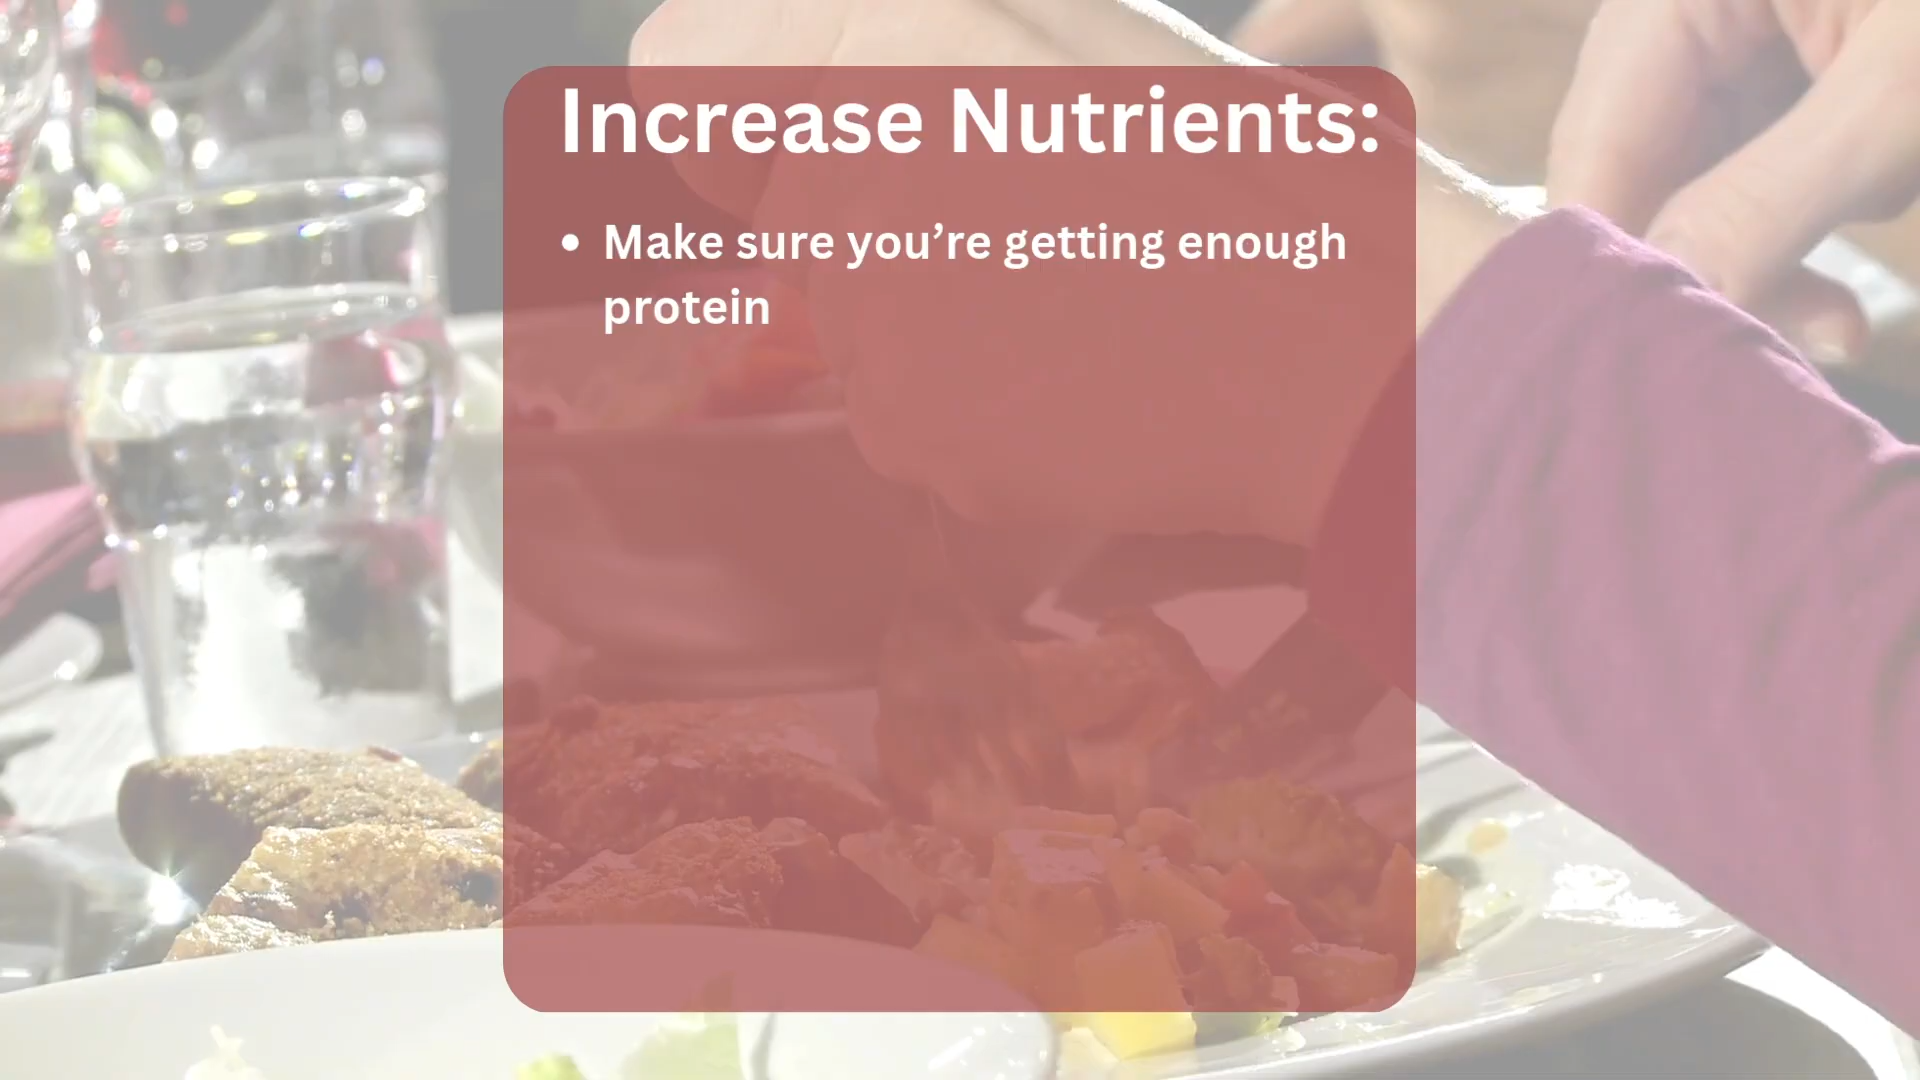 Increase Nutrients:
• Make sure you’re getting enough
protein